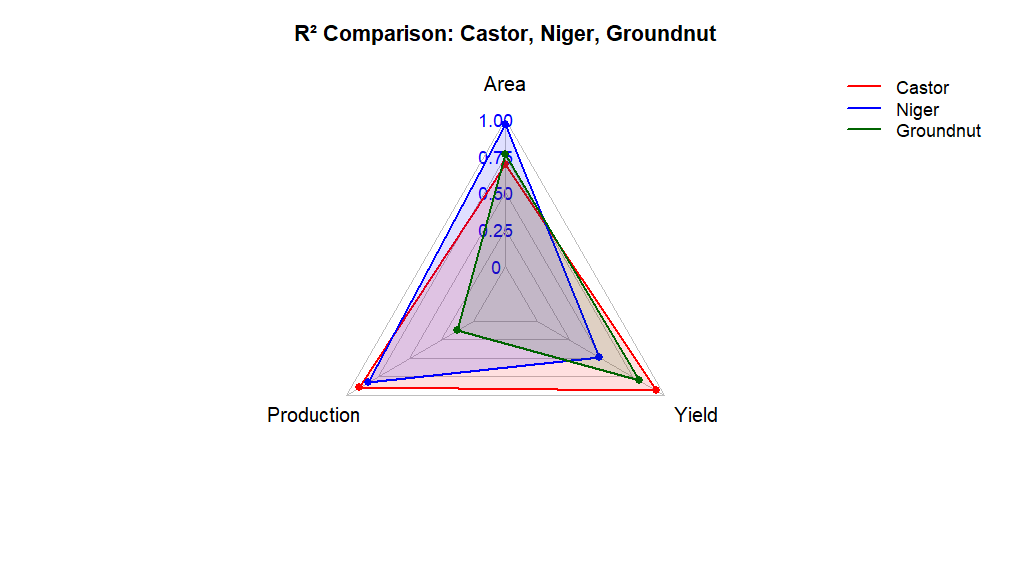 R² Comparison: Castor, Niger, Groundnut
Area
Castor
Niger
Groundnut
1.00
0.75
0.50
0.25
0
Production
Yield